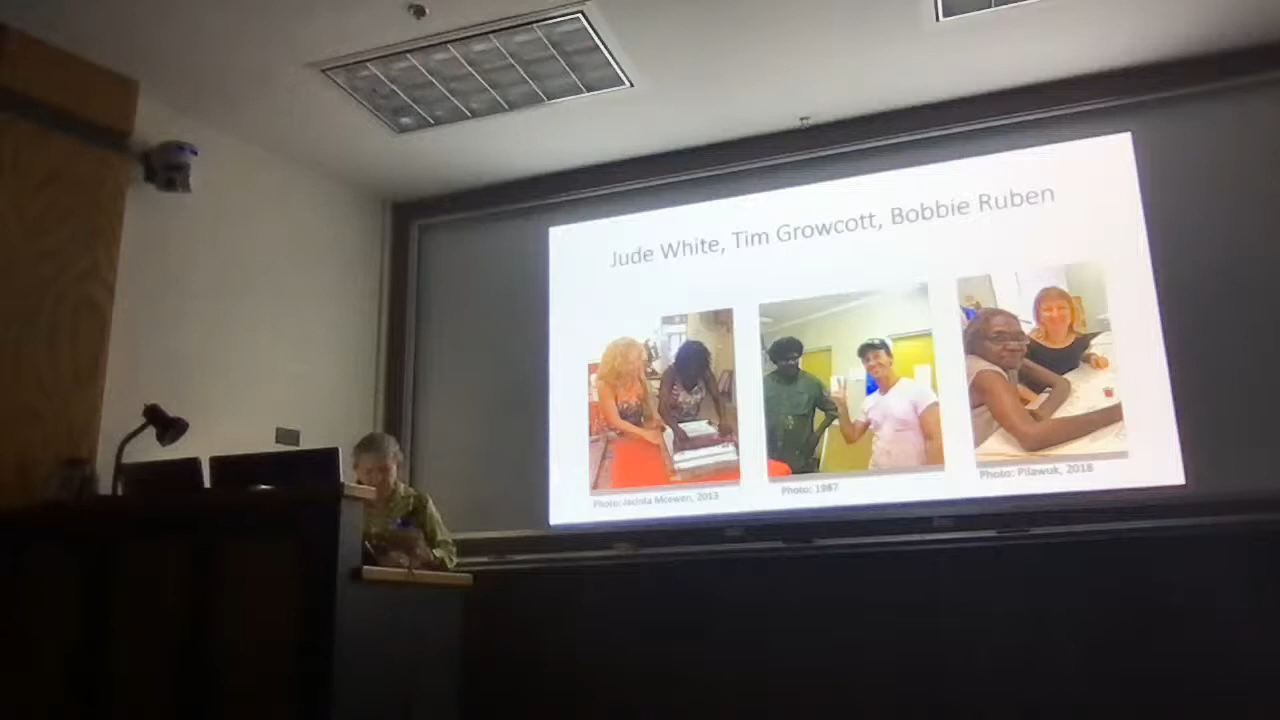 Jude White, Tim Growcott, Bobbie Ruben
Photo: Jacinta Mcewen, 2013
Photo: 1987
Photo: Pilawuk, 2018